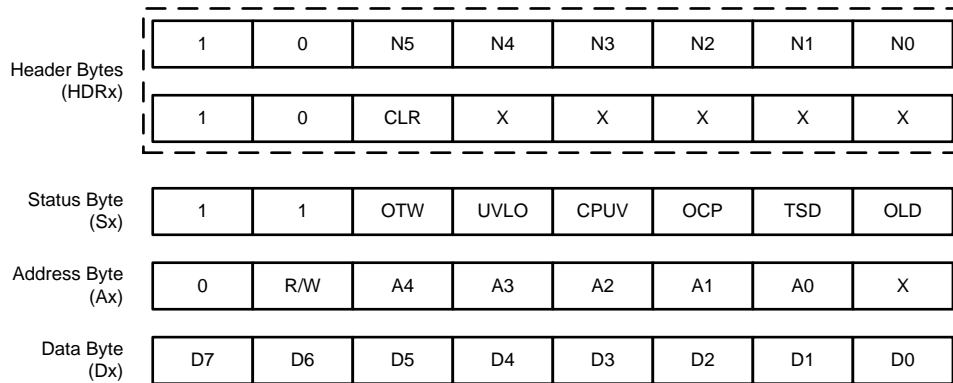 1 0 N5 N4 N3 N2 N1 N0
Header Bytes
(HDRx)
1 0 CLR X X X X X
Status Byte
(Sx)
1 1 OTW UVLO CPUV OCP TSD OLD
Address Byte
(Ax)
0 R/W A4 A3 A2 A1 A0 X
Data Byte
(Dx)
D7 D6 D5 D4 D3 D2 D1 D0